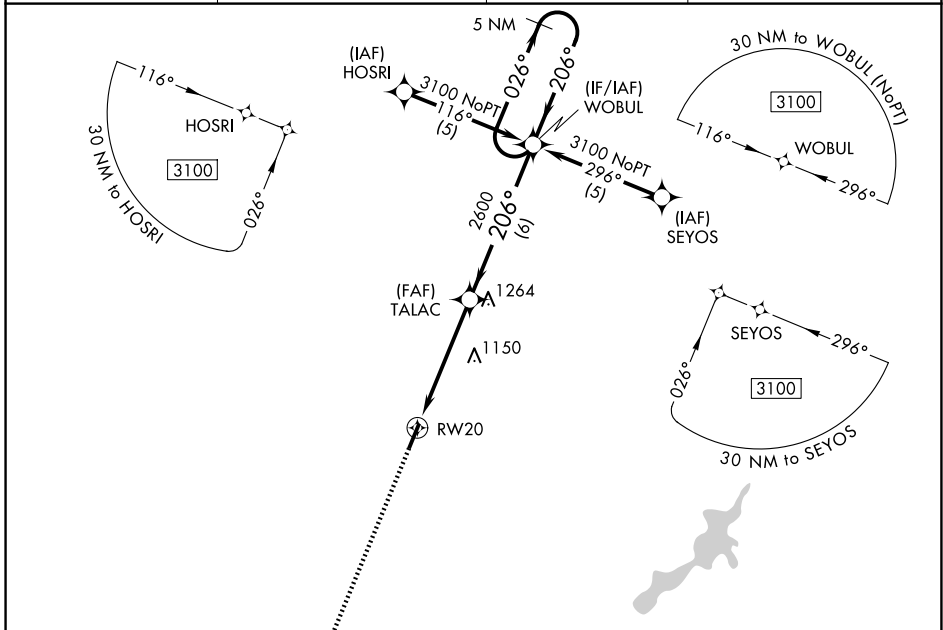 5 NM
026°
206°
(IAF)
HOSRI
3100 NoPT
116°
(5)
(IF/IAF)
WOBUL
3100 NoPT
296°
(5)
(IAF)
SEYOS
2600
206°
(6)
(FAF)
TALAC
1264
1150
RW20
116°
HOSRI
3100
026°
30 NM to HOSRI
30 NM to WOBUL (NoPT)
3100
116°
WOBUL
296°
SEYOS
296°
026°
3100
30 NM to SEYOS